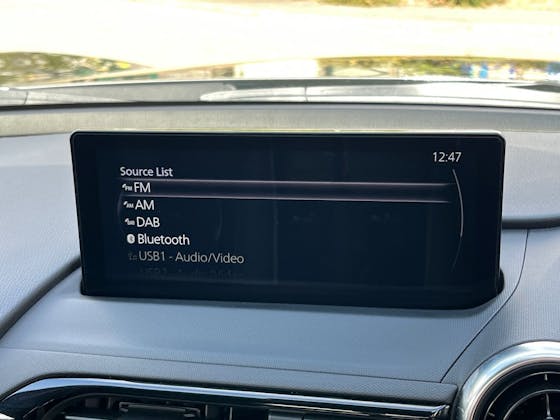 12:47
Source List
FM
AM
DAB
Bluetooth
USB1 - Audio/Video